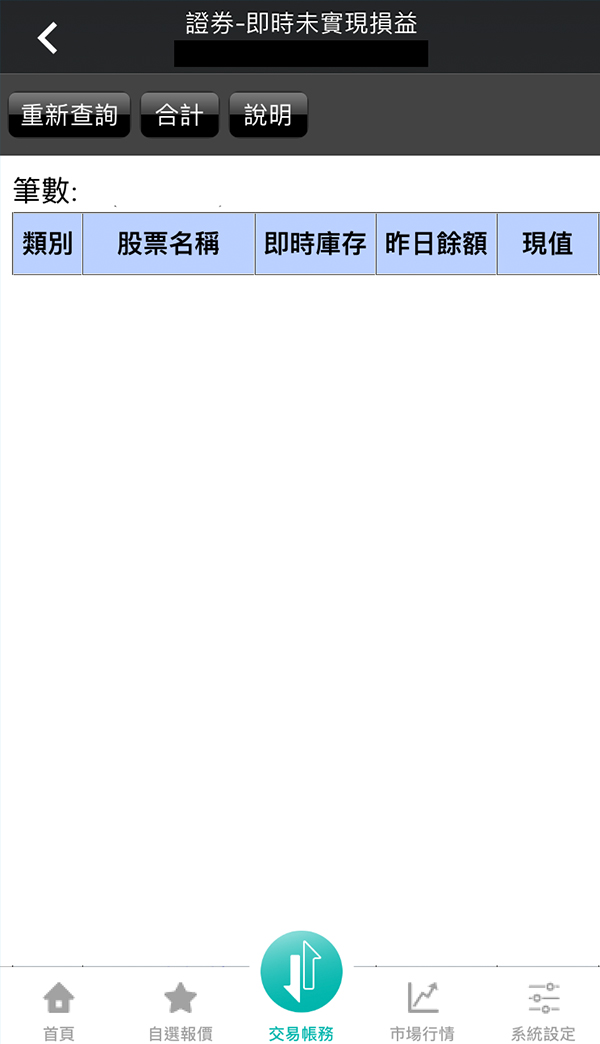 證券-即時未實現損益
重新查詢 合計 說明
筆數:
類別 股票名稱 即時庫存 昨日餘額 現值
首頁 自選報價 交易帳務 市場行情 系統設定